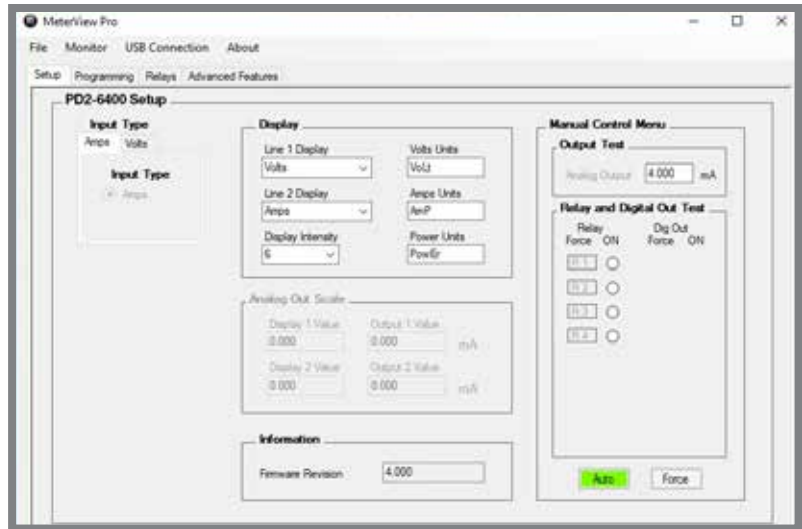 MeterView Pro
File Monitor USB Connection About
Setup Programming Relays Advanced Features
PD2-6400 Setup
Input Type
Amps Volts
Input Type
Amps
Display
Line 1 Display
Volts
Volts Units
VoLt
Line 2 Display
Amps
Amps Units
AmP
Display Intensity
6
Power Units
Analog Out Scale
Display 1 Value Output 1 Value
0.000 0.000 mA
Display 2 Value Output 2 Value
0.000 0.000 mA
Information
Firmware Revision 4.000
Manual Control Menu
Output Test
Analog Output 4.000 mA
Relay and Digital Out Test
Relay Dig Out
Force ON Force ON
R 1
R 2
R 3
R 4
Auto Force